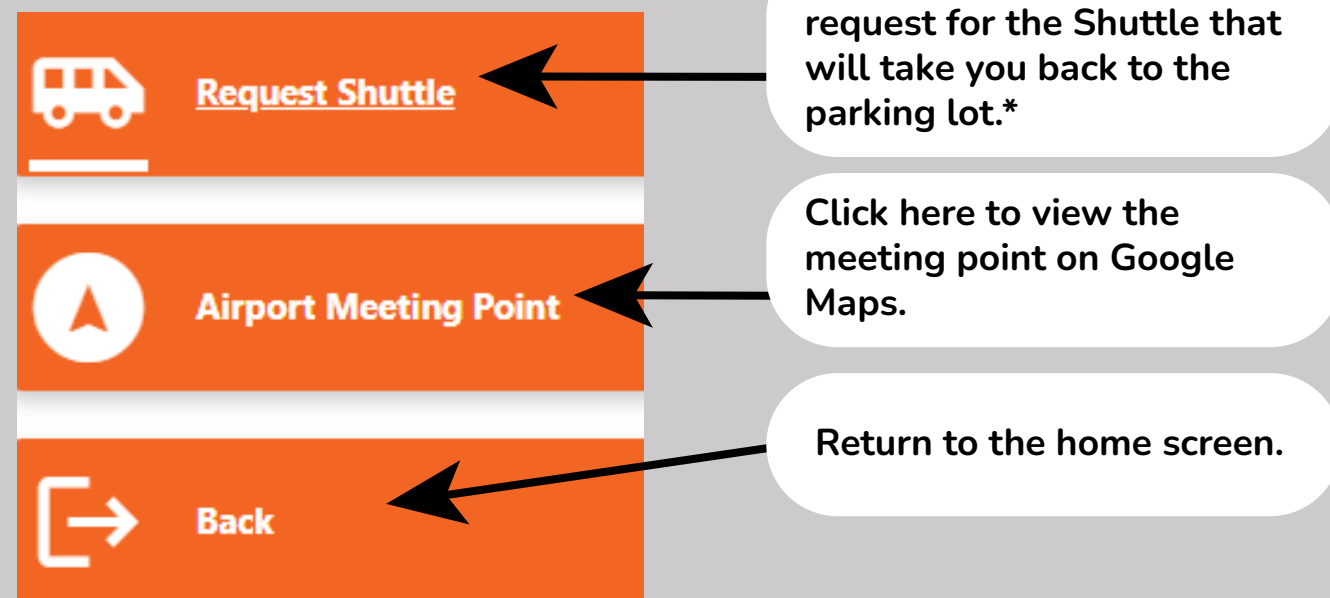 request for the Shuttle that
will take you back to the
parking lot.*
Request Shuttle
Click here to view the
meeting point on Google
Maps.
Airport Meeting Point
Return to the home screen.
Back